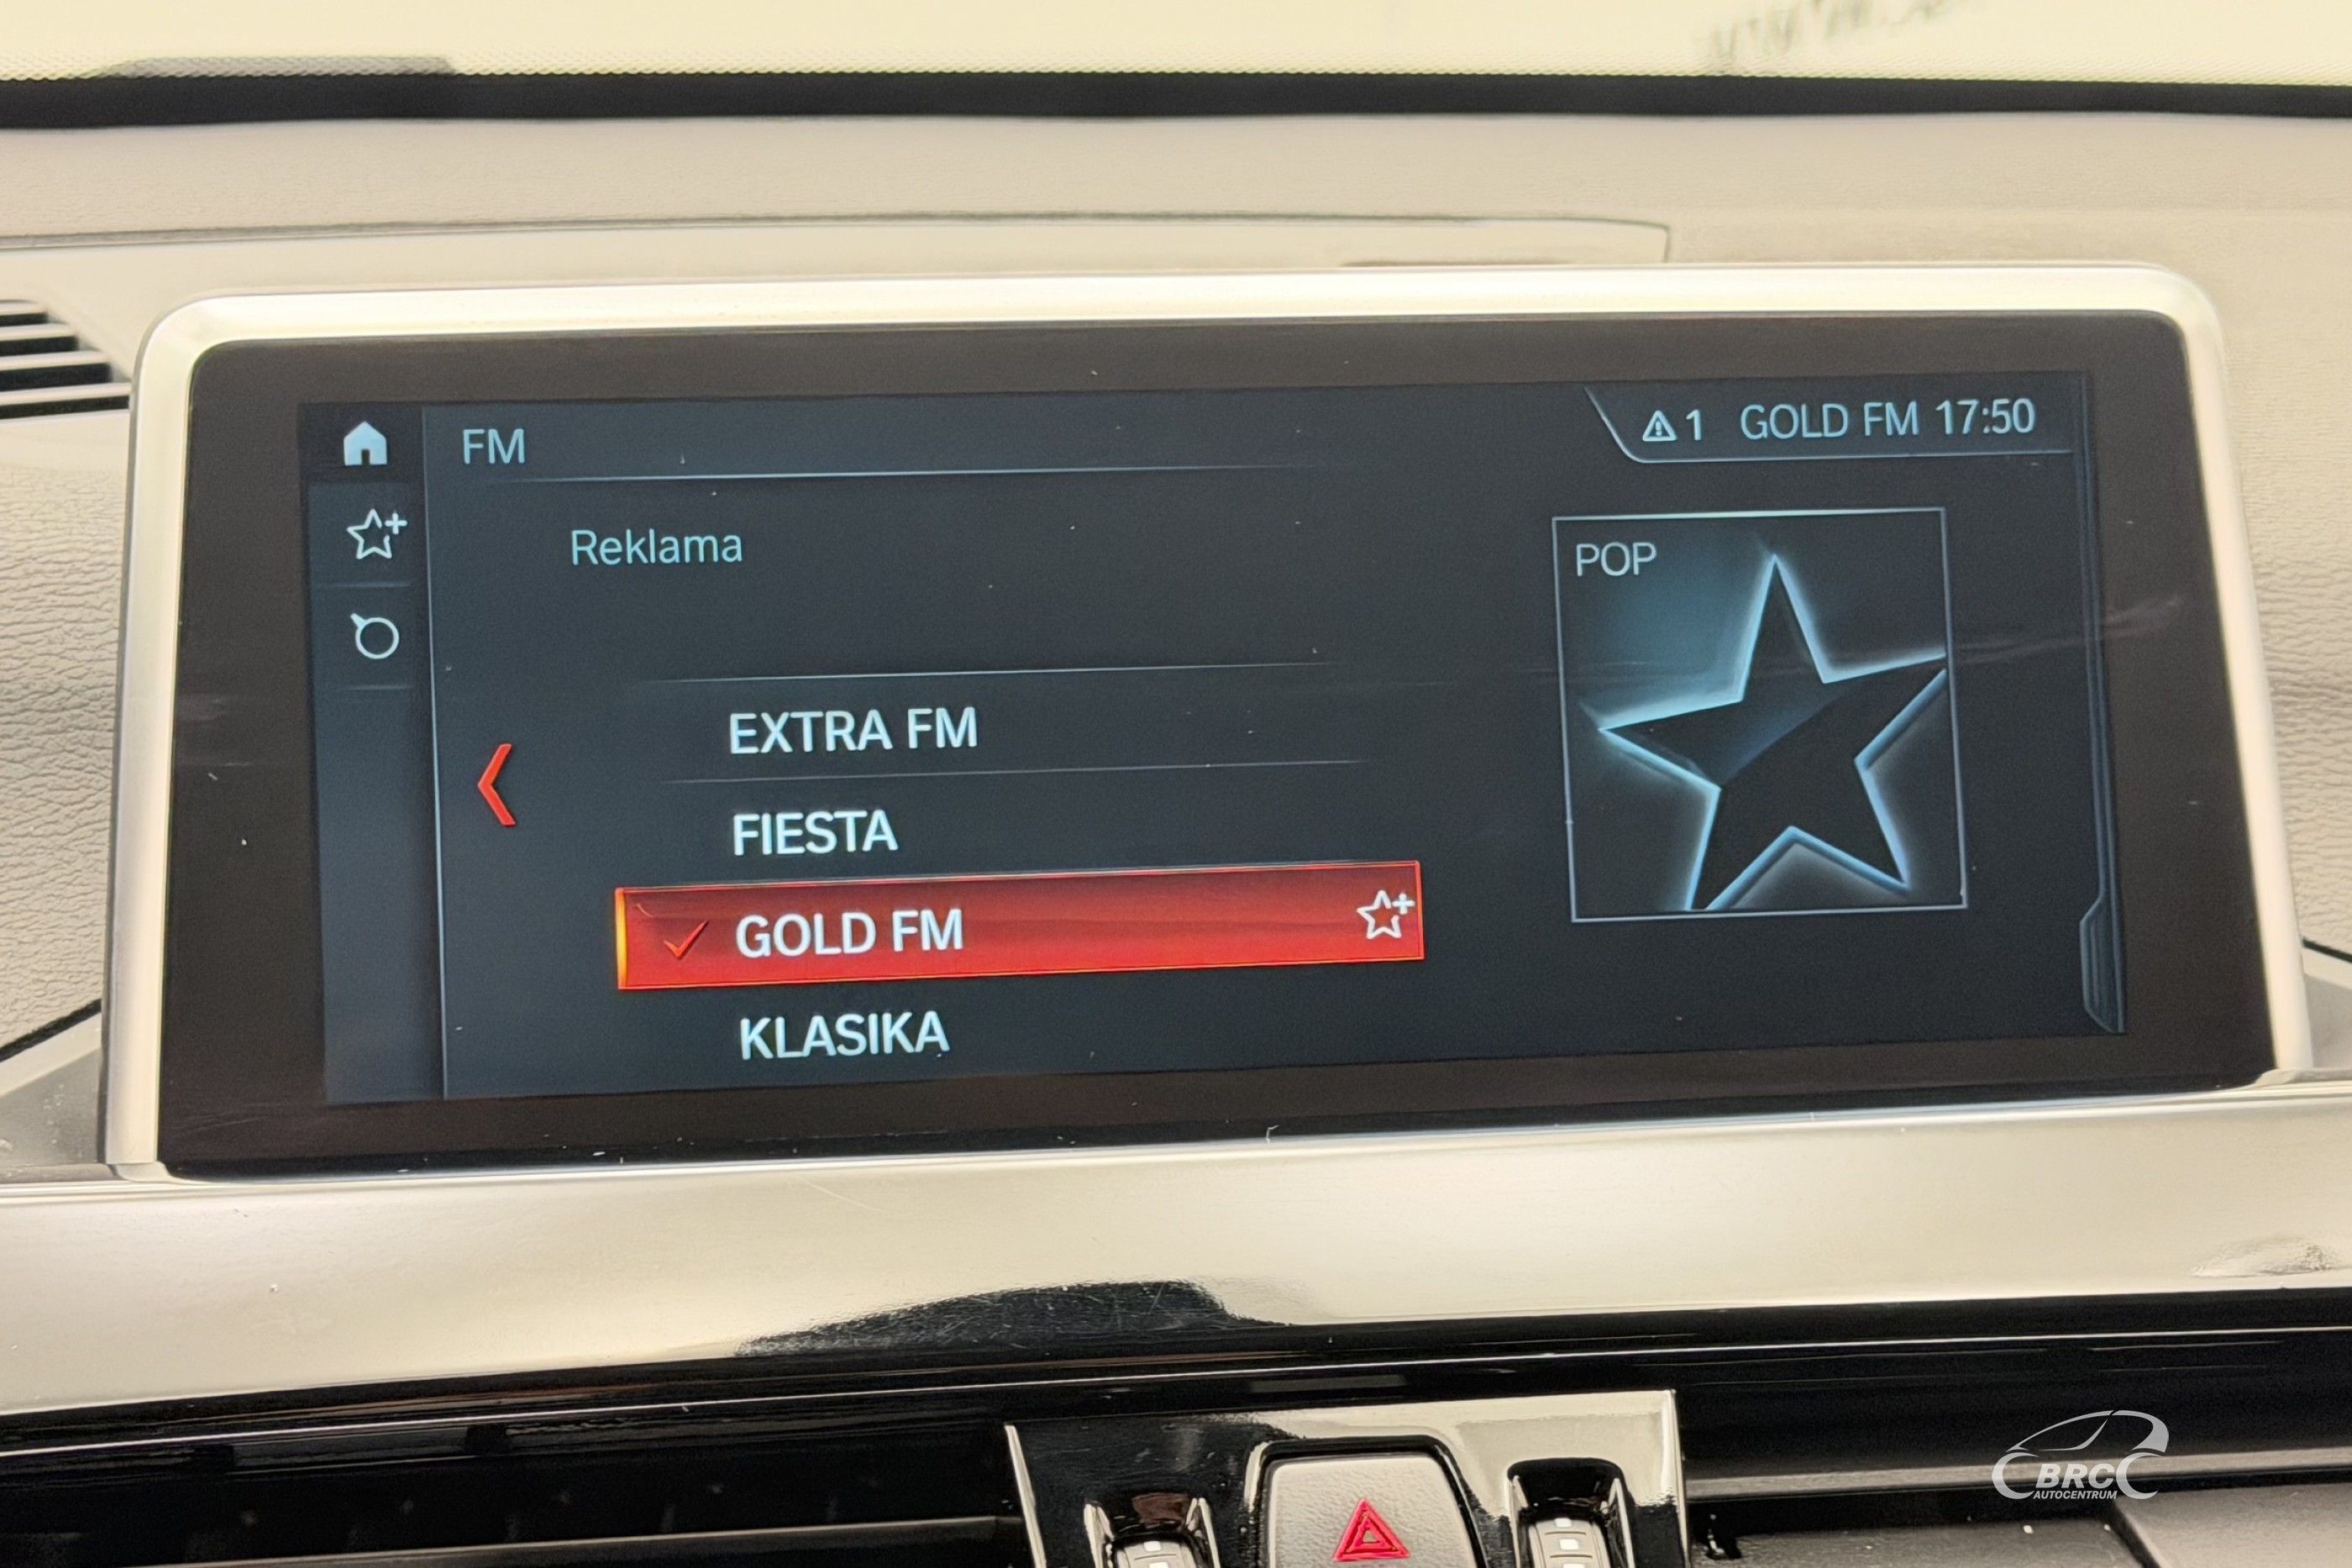 FM
1 GOLD FM 17:50
Reklama
POP
EXTRA FM
FIESTA
GOLD FM
KLASIKA
BRC
AUTOCENTRUM